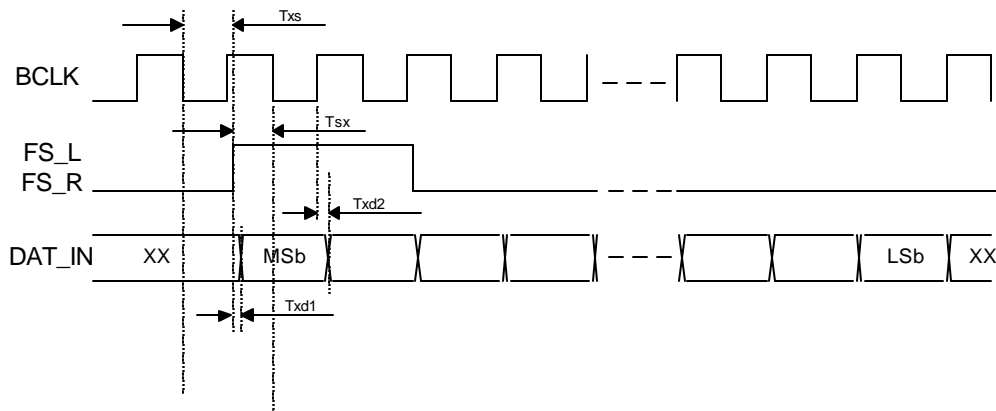 Txs
BCLK
Tsx
FS_L
FS_R
Txd2
DAT_IN XX MSb LSb XX
Txd1